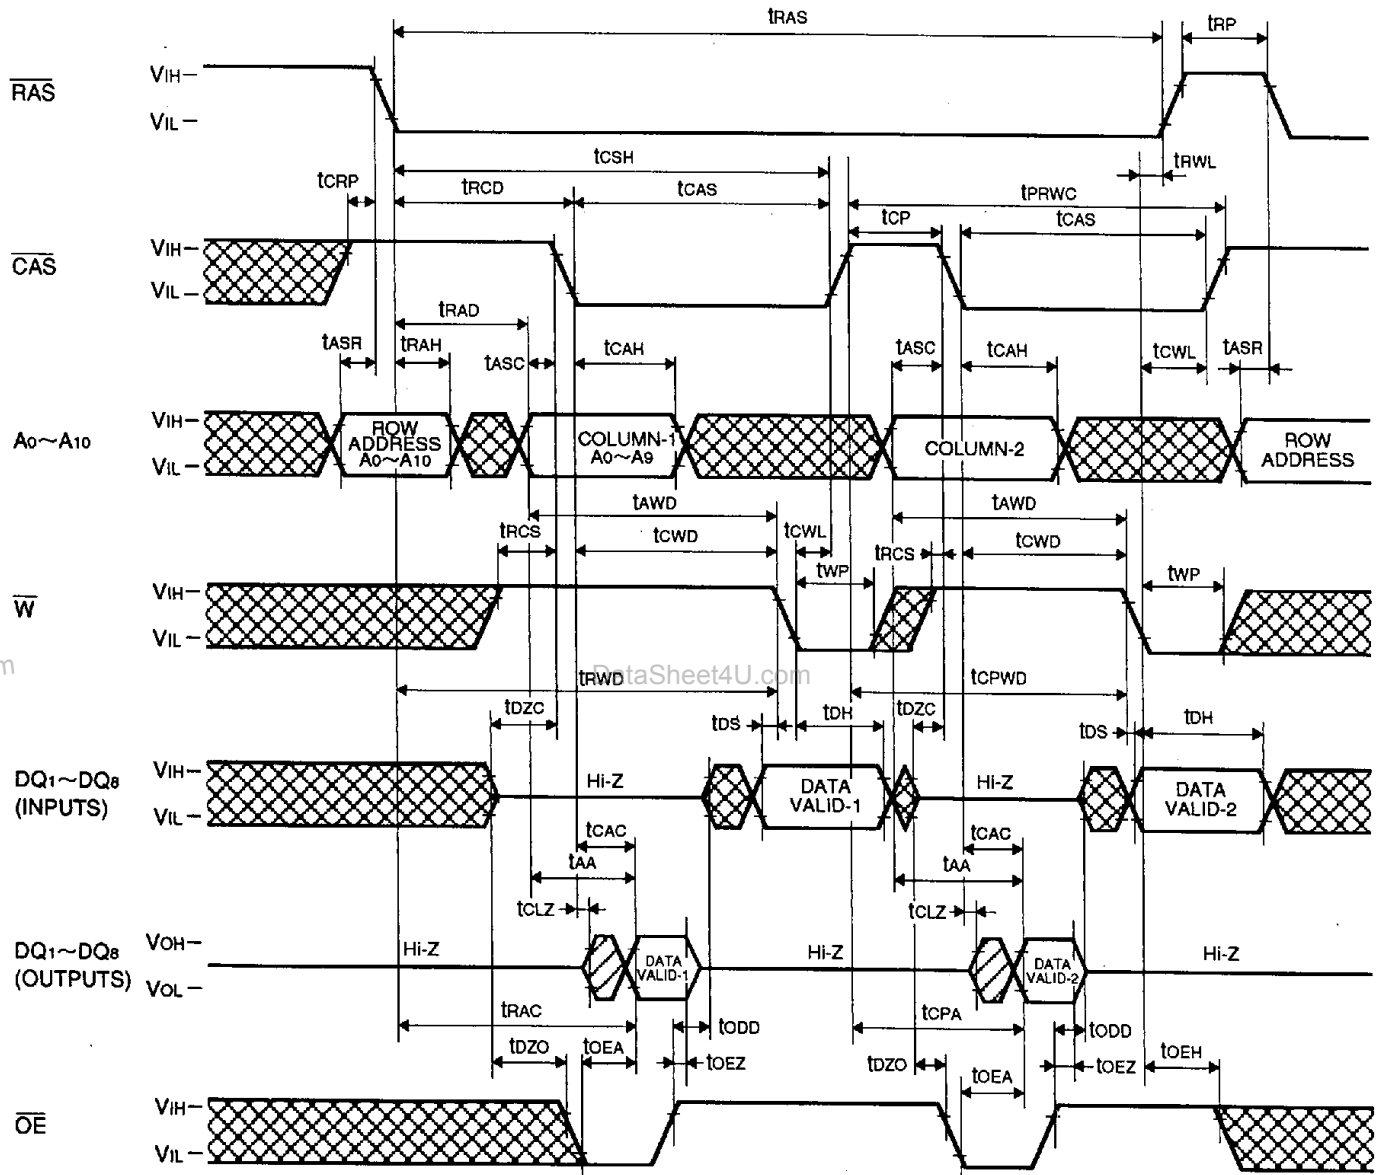 tRAS
tRP
RAS
VIH
VIL
tCSH
tRWL
tCRP
tRCD
tCAS
tPRWC
tCP
tCAS
CAS
VIH
VIL
tRAD
tASR
tRAH
tASC
tCAH
tASC
tCAH
tCWL
tASR
A0~A10
VIH
VIL
ROW
ADDRESS
A0~A10
COLUMN-1
A0~A9
COLUMN-2
ROW
ADDRESS
tAWD
tAWD
tRCS
tCWD
tCWL
tRCS
tCWD
tWP
tWP
W
VIH
VIL
m
DataSheet4U.com
tRWD
tCPWD
tDZC
tDS
tDH
tDZC
tDS
tDH
DQ1~DQ8
(INPUTS)
VIH
VIL
Hi-Z
DATA
VALID-1
Hi-Z
DATA
VALID-2
tCAC
tCAC
tAA
tAA
tCLZ
tCLZ
DQ1~DQ8
(OUTPUTS)
VOH
VOL
Hi-Z
DATA
VALID-1
Hi-Z
DATA
VALID-2
Hi-Z
tRAC
tODD
tCPA
tODD
tDZO
tOEA
tOEZ
tDZO
tOEA
tOEZ
tOEH
OE
VIH
VIL